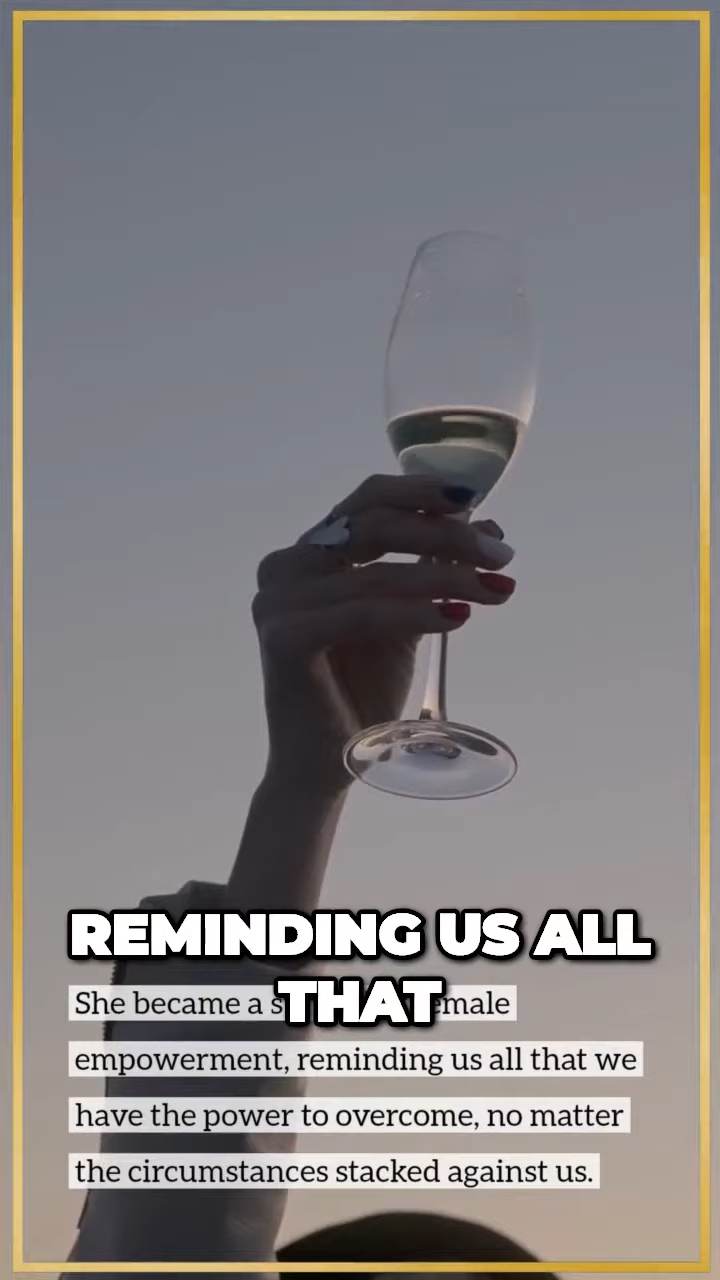 REMINDING US ALL
THAT
She became a s male
empowerment, reminding us all that we
have the power to overcome, no matter
the circumstances stacked against us.